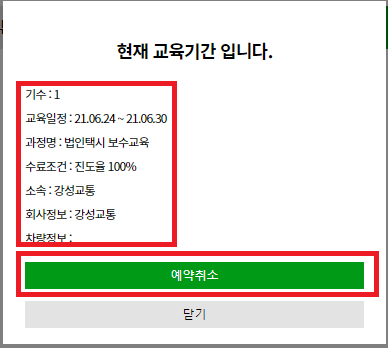 현재 교육기간 입니다.
기수 : 1
교육일정 : 21.06.24 ~ 21.06.30
과정명 : 법인택시 보수교육
수료조건 : 진도율 100%
소속 : 강성교통
회사정보 : 강성교통
차량정보 :
예약취소
닫기